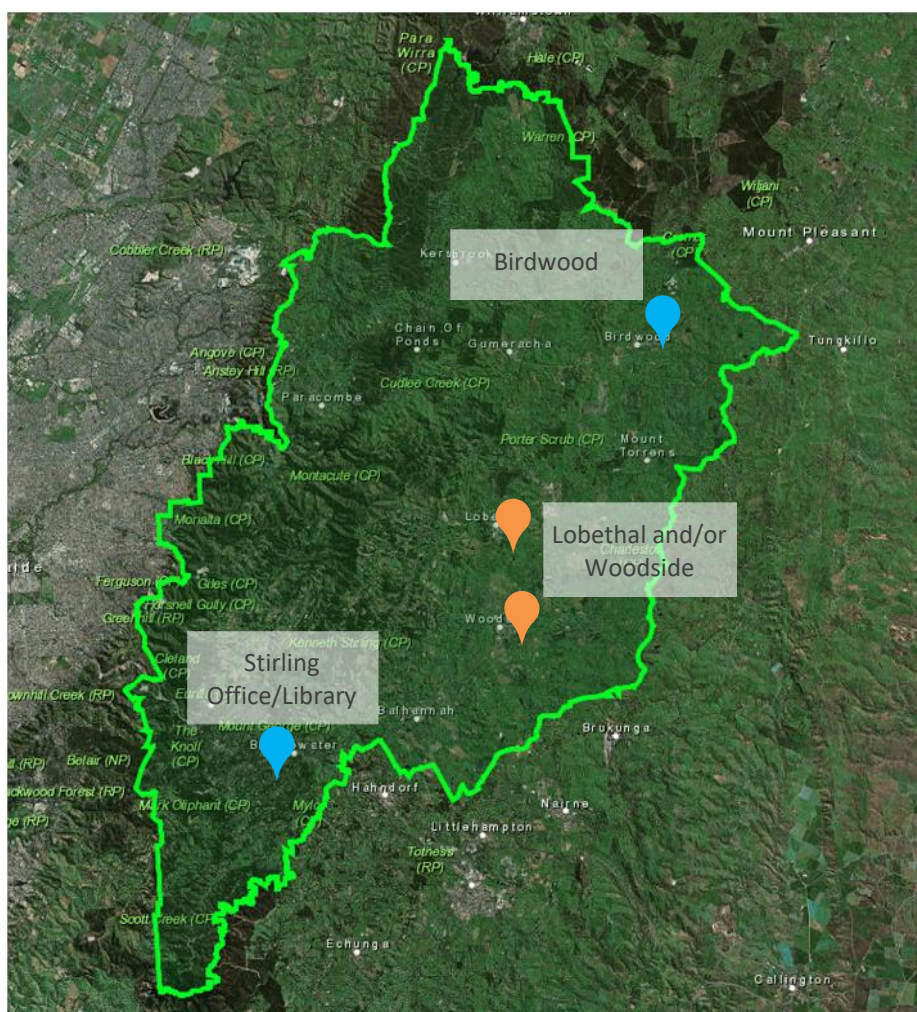 Para
Wirra
(CP)
Hale (CP)
Warren (CP)
Wiljani
(CP)
Mount Pleasant
Cobbler Creek (RP)
Birdwood
(CP)
Chain Of
Ponds
Gumeracha
Birdwood
Tungkillo
Angove (CP)
Anstey Hill (RP)
Cudlee Creek (CP)
Paracombe
Porter Scrub (CP)
Mount
Torrens
Black Hill (CP)
Montacute (CP)
Morialta (CP)
Lobethal and/or
Woodside
Giles (CP)
Horsnell Gully (CP)
Greenhill (RP)
Kenneth Stirling (CP)
Cleland
(CP)
Stirling
Office/Library
Mount George (CP)
Balhannah
The
Knoll
(CP)
Brukunga
Belair (NP)
Mark Oliphant (CP)
Hahndorf
Nairne
Littlehampton
Totness
(RP)
Scott Creek (CP)
Echunga
Callington